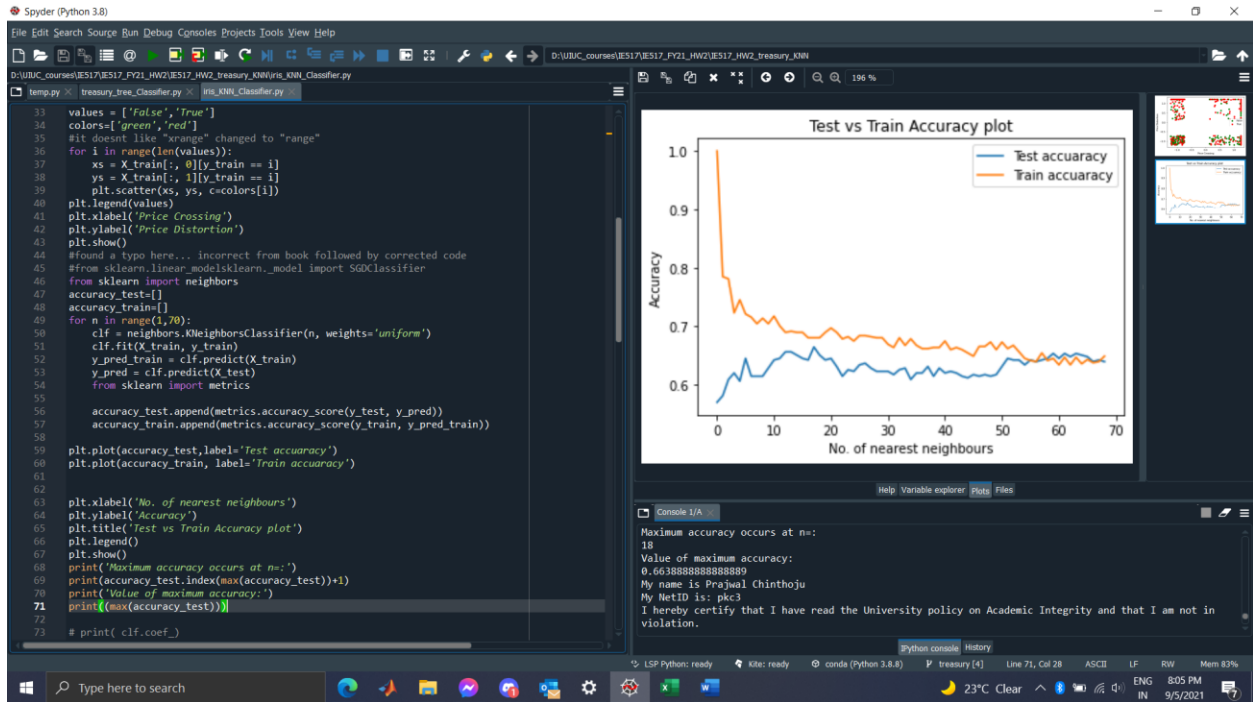 Spyder (Python 3.8)
File Edit Search Source Run Debug Consoles Projects Tools View Help
D:\UIUC_courses\IE517\IE517_FY21_HW2\IE517_HW2_treasury_KNN
D:\UIUC_courses\IE517\IE517_FY21_HW2\IE517_HW2_treasury_KNN\iris_KNN_Classifier.py
temp.py
treasury_tree_Classifier.py
iris_KNN_Classifier.py
33 values = ['False','True']
34 colors=['green','red']
35 #it doesnt like "xrange" changed to "range"
36 for i in range(len(values)):
37 xs = X_train[:, 0][y_train == i]
38 ys = X_train[:, 1][y_train == i]
39 plt.scatter(xs, ys, c=colors[i])
40 plt.legend(values)
41 plt.xlabel('Price Crossing')
42 plt.ylabel('Price Distortion')
43 plt.show()
44 #found a typo here... incorrect from book followed by corrected code
45 #from sklearn.linear_modelsklearn._model import SGDClassifier
46 from sklearn import neighbors
47 accuracy_test=[]
48 accuracy_train=[]
49 for n in range(1,70):
50 clf = neighbors.KNeighborsClassifier(n, weights='uniform')
51 clf.fit(X_train, y_train)
52 y_pred_train = clf.predict(X_train)
53 y_pred = clf.predict(X_test)
54 from sklearn import metrics
55
56 accuracy_test.append(metrics.accuracy_score(y_test, y_pred))
57 accuracy_train.append(metrics.accuracy_score(y_train, y_pred_train))
58
59 plt.plot(accuracy_test,label='Test accuaracy')
60 plt.plot(accuracy_train, label='Train accuaracy')
61
62
63 plt.xlabel('No. of nearest neighbours')
64 plt.ylabel('Accuracy')
65 plt.title('Test vs Train Accuracy plot')
66 plt.legend()
67 plt.show()
68 print('Maximum accuracy occurs at n=:')
69 print(accuracy_test.index(max(accuracy_test))+1)
70 print('Value of maximum accuracy:')
71 print((max(accuracy_test)))
72
73 # print( clf.coef_)
196 %
Test vs Train Accuracy plot
Test accuaracy
Train accuaracy
1.0
0.9
0.8
0.7
0.6
Accuracy
0 10 20 30 40 50 60 70
No. of nearest neighbours
Help Variable explorer Plots Files
Console 1/A
Maximum accuracy occurs at n=:
18
Value of maximum accuracy:
0.6638888888888889
My name is Prajwal Chinthoju
My NetID is: pkc3
I hereby certify that I have read the University policy on Academic Integrity and that I am not in
violation.
IPython console History
LSP Python: ready Kite: ready conda (Python 3.8.8) treasury [4] Line 71, Col 28 ASCII LF RW Mem 83%
Type here to search
23°C Clear
ENG
IN
8:05 PM
9/5/2021
7